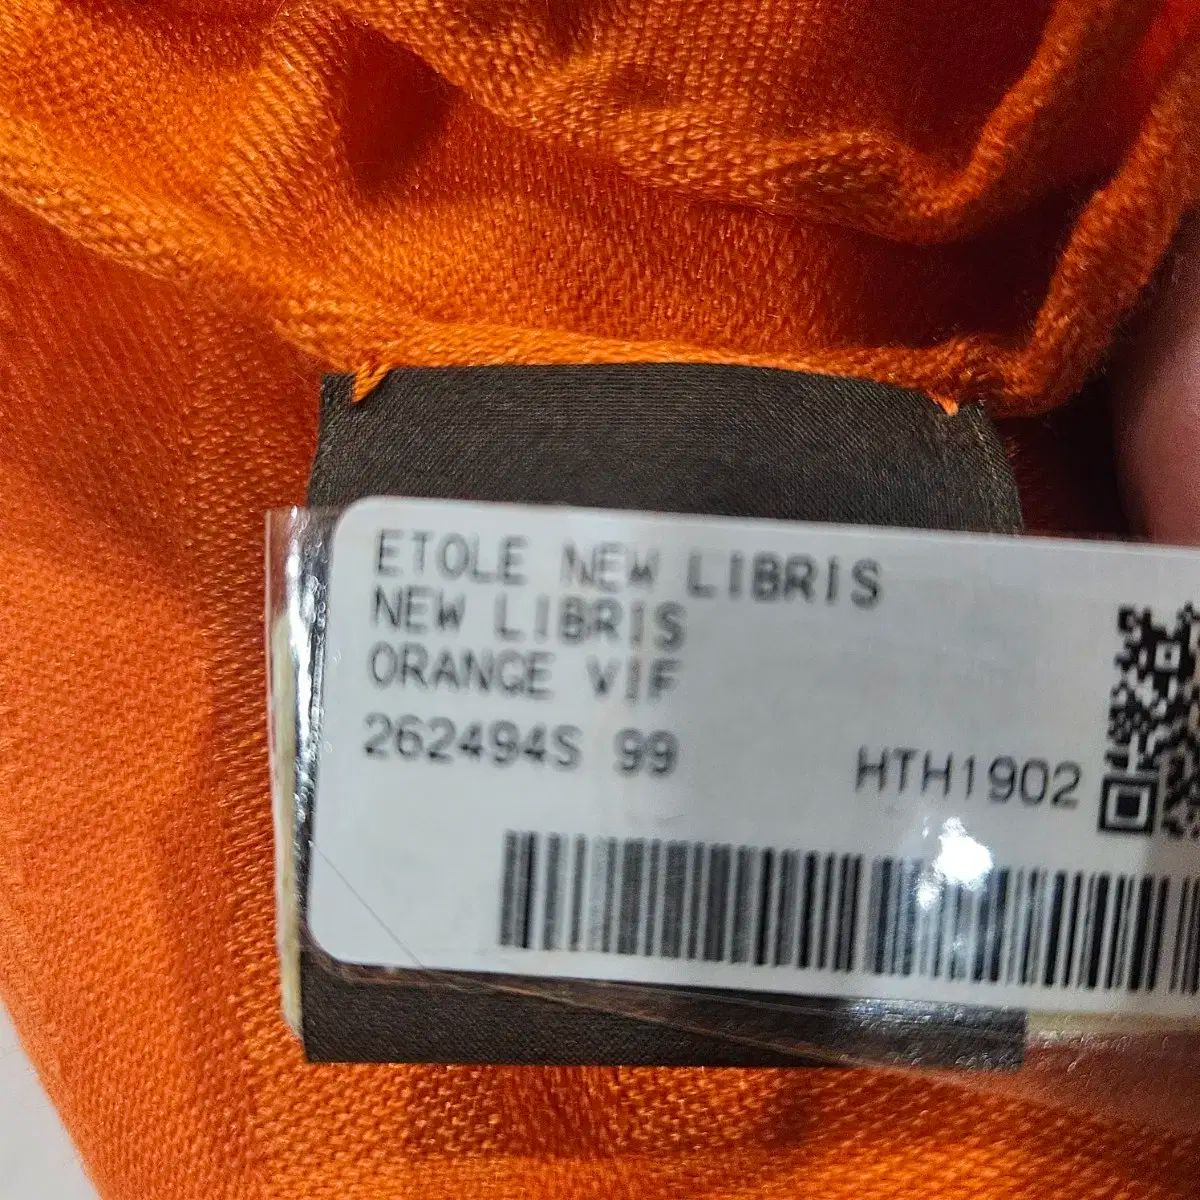 ETOLE NEW LIBRIS
NEW LIBRIS
ORANGE VIF
262494S 99
HTH1902